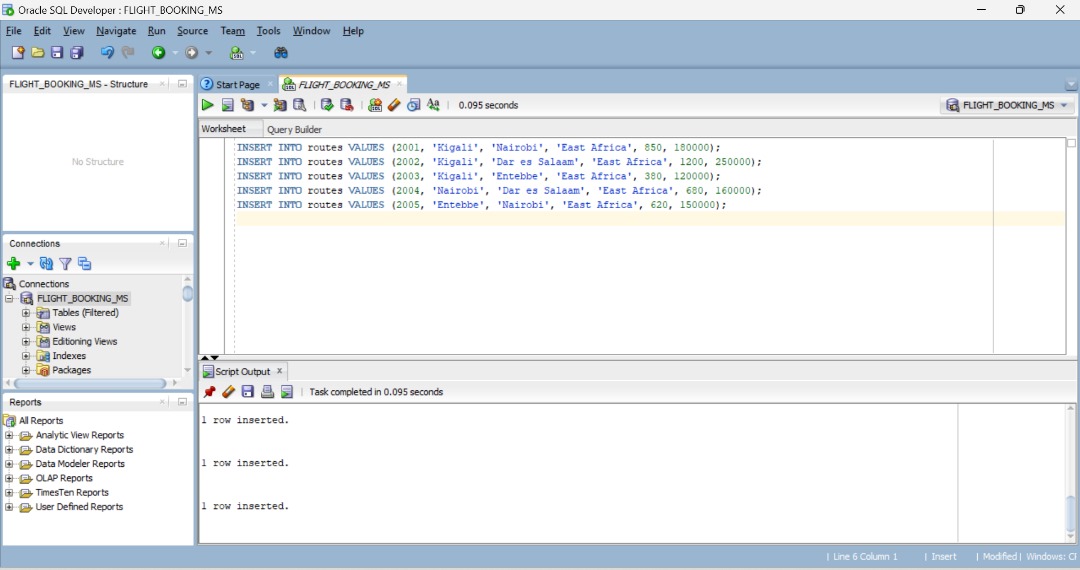 Oracle SQL Developer : FLIGHT_BOOKING_MS
File Edit View Navigate Run Source Team Tools Window Help
FLIGHT_BOOKING_MS - Structure
No Structure
Connections
Connections
FLIGHT_BOOKING_MS
Tables (Filtered)
Views
Editioning Views
Indexes
Packages
Reports
All Reports
Analytic View Reports
Data Dictionary Reports
Data Modeler Reports
OLAP Reports
TimesTen Reports
User Defined Reports
Start Page FLIGHT_BOOKING_MS
0.095 seconds FLIGHT_BOOKING_MS
Worksheet Query Builder
INSERT INTO routes VALUES (2001, 'Kigali', 'Nairobi', 'East Africa', 850, 180000);
INSERT INTO routes VALUES (2002, 'Kigali', 'Dar es Salaam', 'East Africa', 1200, 250000);
INSERT INTO routes VALUES (2003, 'Kigali', 'Entebbe', 'East Africa', 380, 120000);
INSERT INTO routes VALUES (2004, 'Nairobi', 'Dar es Salaam', 'East Africa', 680, 160000);
INSERT INTO routes VALUES (2005, 'Entebbe', 'Nairobi', 'East Africa', 620, 150000);
Script Output
Task completed in 0.095 seconds
1 row inserted.
1 row inserted.
1 row inserted.
| Line 6 Column 1 | Insert | Modified | Windows: Cl